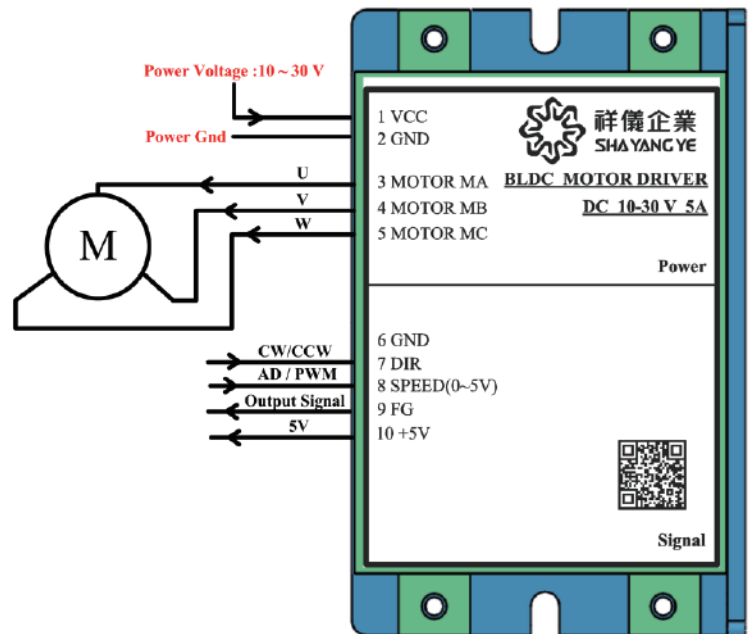 Power Voltage :10 ~ 30 V
Power Gnd
U
V
W
M
CW/CCW
AD / PWM
Output Signal
5V
1 VCC
2 GND
3 MOTOR MA
4 MOTOR MB
5 MOTOR MC
祥儀企業
SHAYANG YE
BLDC MOTOR DRIVER
DC 10-30 V 5A
Power
6 GND
7 DIR
8 SPEED(0~5V)
9 FG
10 +5V
Signal